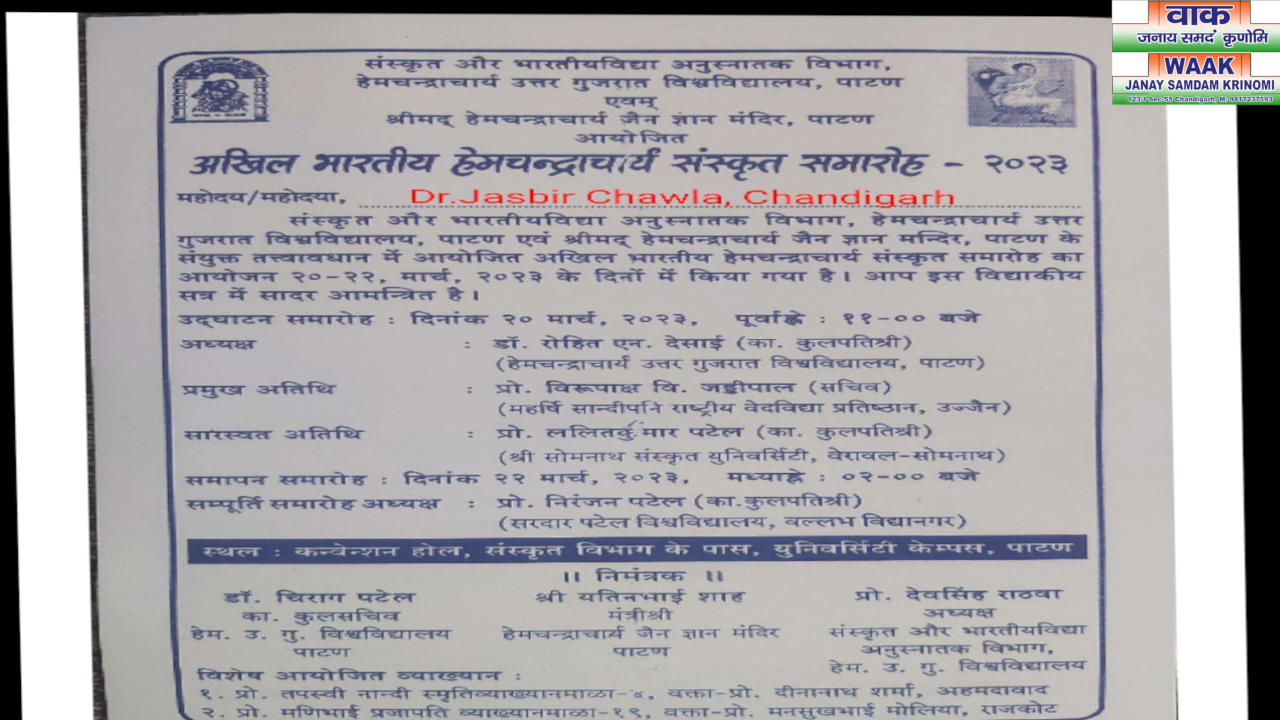 वाक
जनाय समदं कृणोमि
WAAK
JANAY SAMDAM KRINOMI
123,1 Sec.55 Chandigarh, M: 9417237593
संस्कृत और भारतीयविद्या अनुस्नातक विभाग,
हेमचन्द्राचार्य उत्तर गुजरात विश्वविद्यालय, पाटण
एवम्
श्रीमद् हेमचन्द्राचार्य जैन ज्ञान मंदिर, पाटण
आयोजित
अखिल भारतीय हेमचन्द्राचार्य संस्कृत समारोह - २०२३
महोदय/महोदया, Dr.Jasbir Chawla, Chandigarh
संस्कृत और भारतीयविद्या अनुस्नातक विभाग, हेमचन्द्राचार्य उत्तर
गुजरात विश्वविद्यालय, पाटण एवं श्रीमद् हेमचन्द्राचार्य जैन ज्ञान मन्दिर, पाटण के
संयुक्त तत्त्वावधान में आयोजित अखिल भारतीय हेमचन्द्राचार्य संस्कृत समारोह का
आयोजन २०-२२, मार्च, २०२३ के दिनों में किया गया है। आप इस विद्याकीय
सत्र में सादर आमन्त्रित है।
उद्घाटन समारोह : दिनांक २० मार्च, २०२३, पूर्वाह्ने : ११-०० बजे
अध्यक्ष : डॉ. रोहित एन. देसाई (का. कुलपतिश्री)
(हेमचन्द्राचार्य उत्तर गुजरात विश्वविद्यालय, पाटण)
प्रमुख अतिथि : प्रो. विरूपाक्ष वि. जड्डीपाल (सचिव)
(महर्षि सान्दीपनि राष्ट्रीय वेदविद्या प्रतिष्ठान, उज्जैन)
सारस्वत अतिथि : प्रो. ललितकुमार पटेल (का. कुलपतिश्री)
(श्री सोमनाथ संस्कृत युनिवर्सिटी, वेरावल-सोमनाथ)
समापन समारोह : दिनांक २२ मार्च, २०२३, मध्याह्ने : ०२-०० बजे
सम्पूर्ति समारोह अध्यक्ष : प्रो. निरंजन पटेल (का.कुलपतिश्री)
(सरदार पटेल विश्वविद्यालय, वल्लभ विद्यानगर)
स्थल : कन्वेन्शन होल, संस्कृत विभाग के पास, युनिवर्सिटी केम्पस, पाटण
।। निमंत्रक ।।
डॉ. चिराग पटेल श्री यतिनभाई शाह प्रो. देवसिंह राठवा
का. कुलसचिव मंत्रीश्री अध्यक्ष
हेम. उ. गु. विश्वविद्यालय हेमचन्द्राचार्य जैन ज्ञान मंदिर संस्कृत और भारतीयविद्या
पाटण पाटण अनुस्नातक विभाग,
हेम. उ. गु. विश्वविद्यालय
विशेष आयोजित व्याख्यान :
१. प्रो. तपस्वी नान्दी स्मृतिव्याख्यानमाला-४, वक्ता-प्रो. दीनानाथ शर्मा, अहमदावाद
२. प्रो. मणिभाई प्रजापति व्याख्यानमाला-१९, वक्ता-प्रो. मनसुखभाई मोलिया, राजकोट